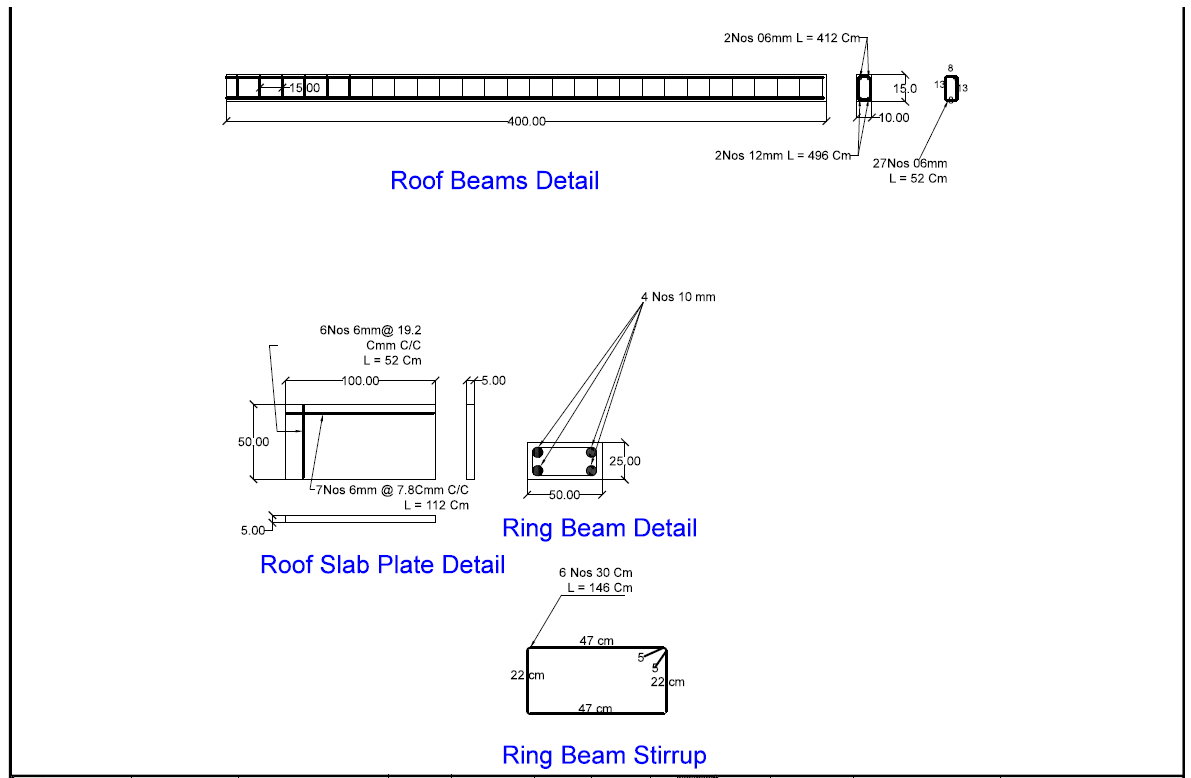 2Nos 06mm L = 412 Cm
15.00
400.00
15.0
10.00
8
13
13
8
2Nos 12mm L = 496 Cm
27Nos 06mm
L = 52 Cm
Roof Beams Detail
4 Nos 10 mm
6Nos 6mm@ 19.2
Cmm C/C
L = 52 Cm
100.00
5.00
50.00
7Nos 6mm @ 7.8Cmm C/C
L = 112 Cm
5.00
Roof Slab Plate Detail
25.00
50.00
Ring Beam Detail
6 Nos 30 Cm
L = 146 Cm
47 cm
5
5
22 cm
22 cm
47 cm
Ring Beam Stirrup